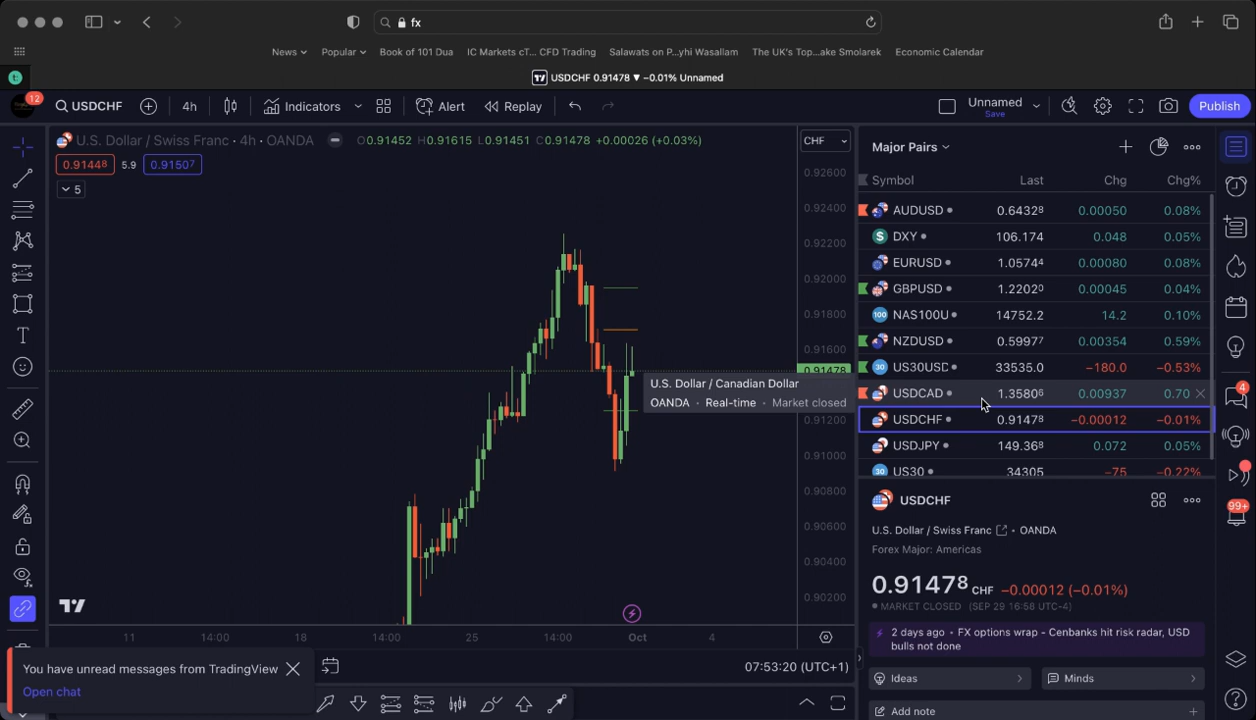 fx
News
Popular
Book of 101 Dua
IC Markets cT... CFD Trading
Salawats on P...yhi Wasallam
The UK's Top...ake Smolarek
Economic Calendar
USDCHF 0.91478 ▼ −0.01% Unnamed
12
USDCHF
4h
Indicators
Alert
Replay
Unnamed
Save
Publish
U.S. Dollar / Swiss Franc · 4h · OANDA
O0.91452 H0.91615 L0.91451 C0.91478 +0.00026 (+0.03%)
CHF
0.91448
5.9
0.91507
5
0.92600
0.92400
0.92200
0.92000
0.91800
0.91600
0.91478
0.91200
0.91000
0.90800
0.90600
0.90400
0.90200
U.S. Dollar / Canadian Dollar
OANDA • Real-time • Market closed
11
14:00
18
14:00
25
14:00
Oct
4
07:53:20 (UTC+1)
You have unread messages from TradingView
Open chat
Major Pairs
Symbol Last Chg Chg%
AUDUSD 0.64328 0.00050 0.08%
DXY 106.174 0.048 0.05%
EURUSD 1.05744 0.00080 0.08%
GBPUSD 1.22020 0.00045 0.04%
100 NAS100U 14752.2 14.2 0.10%
NZDUSD 0.59977 0.00354 0.59%
30 US30USD 33535.0 −180.0 −0.53%
USDCAD 1.35806 0.00937 0.70
USDCHF 0.91478 −0.00012 −0.01%
USDJPY 149.368 0.072 0.05%
30 US30 34305 −75 −0.22%
USDCHF
U.S. Dollar / Swiss Franc • OANDA
Forex Major: Americas
0.91478 CHF −0.00012 (−0.01%)
MARKET CLOSED (SEP 29 16:58 UTC-4)
2 days ago • FX options wrap - Cenbanks hit risk radar, USD
bulls not done
Ideas
Minds
Add note
4
99+